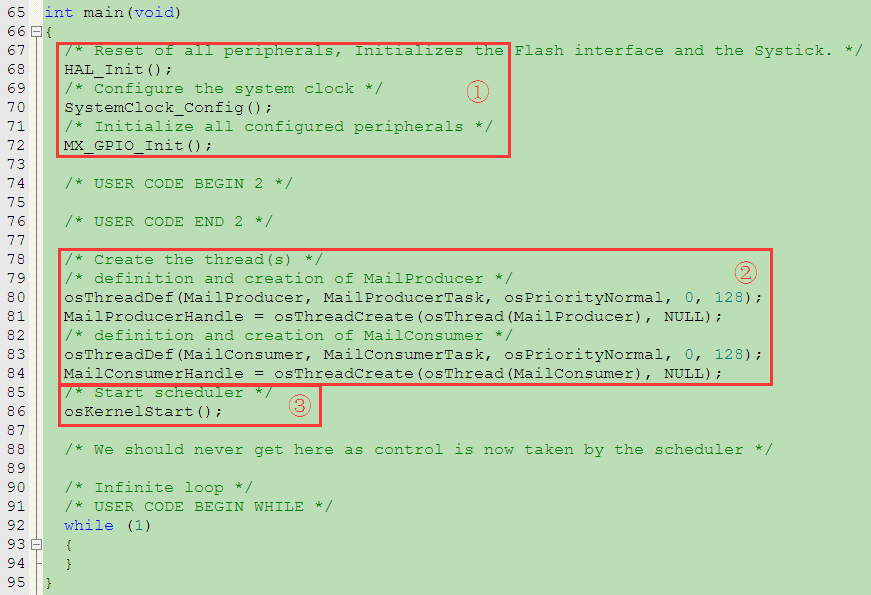 65 int main(void)
66 {
67 /* Reset of all peripherals, Initializes the Flash interface and the Systick. */
68 HAL_Init();
69 /* Configure the system clock */
①
70 SystemClock_Config();
71 /* Initialize all configured peripherals */
72 MX_GPIO_Init();
73
74 /* USER CODE BEGIN 2 */
75
76 /* USER CODE END 2 */
77
78 /* Create the thread(s) */
②
79 /* definition and creation of MailProducer */
80 osThreadDef(MailProducer, MailProducerTask, osPriorityNormal, 0, 128);
81 MailProducerHandle = osThreadCreate(osThread(MailProducer), NULL);
82 /* definition and creation of MailConsumer */
83 osThreadDef(MailConsumer, MailConsumerTask, osPriorityNormal, 0, 128);
84 MailConsumerHandle = osThreadCreate(osThread(MailConsumer), NULL);
85 /* Start scheduler */
③
86 osKernelStart();
87
88 /* We should never get here as control is now taken by the scheduler */
89
90 /* Infinite loop */
91 /* USER CODE BEGIN WHILE */
92 while (1)
93 {
94 }
95 }